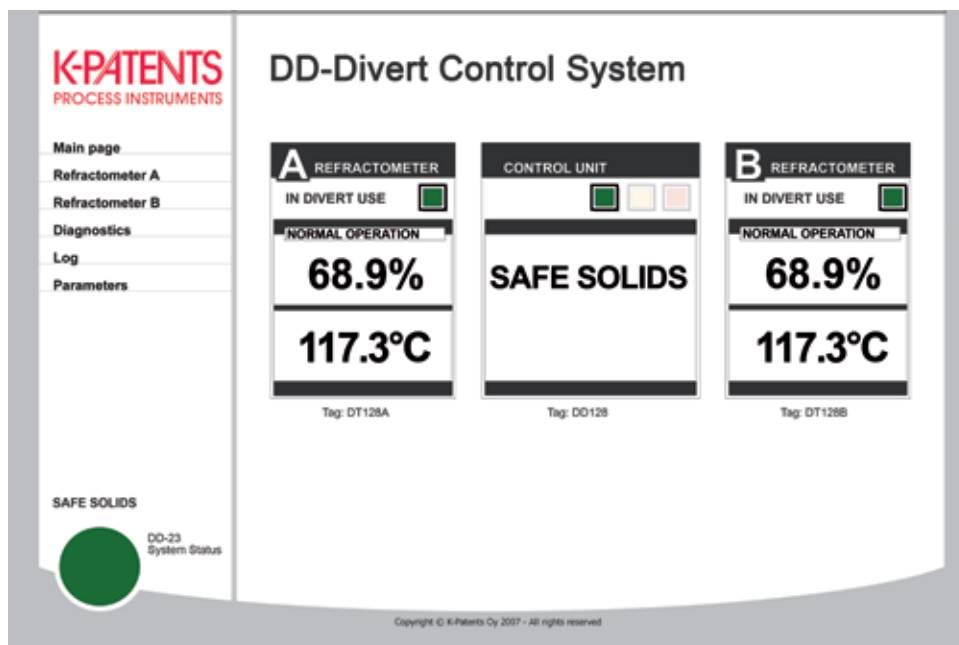 K-PATENTS
PROCESS INSTRUMENTS
DD-Divert Control System
Main page
Refractometer A
Refractometer B
Diagnostics
Log
Parameters
A REFRACTOMETER
IN DIVERT USE
NORMAL OPERATION
68.9%
117.3°C
Tag: DT128A
CONTROL UNIT
SAFE SOLIDS
Tag: DD128
B REFRACTOMETER
IN DIVERT USE
NORMAL OPERATION
68.9%
117.3°C
Tag: DT128B
SAFE SOLIDS
DD-23
System Status
Copyright © K-Patents Oy 2007 - All rights reserved